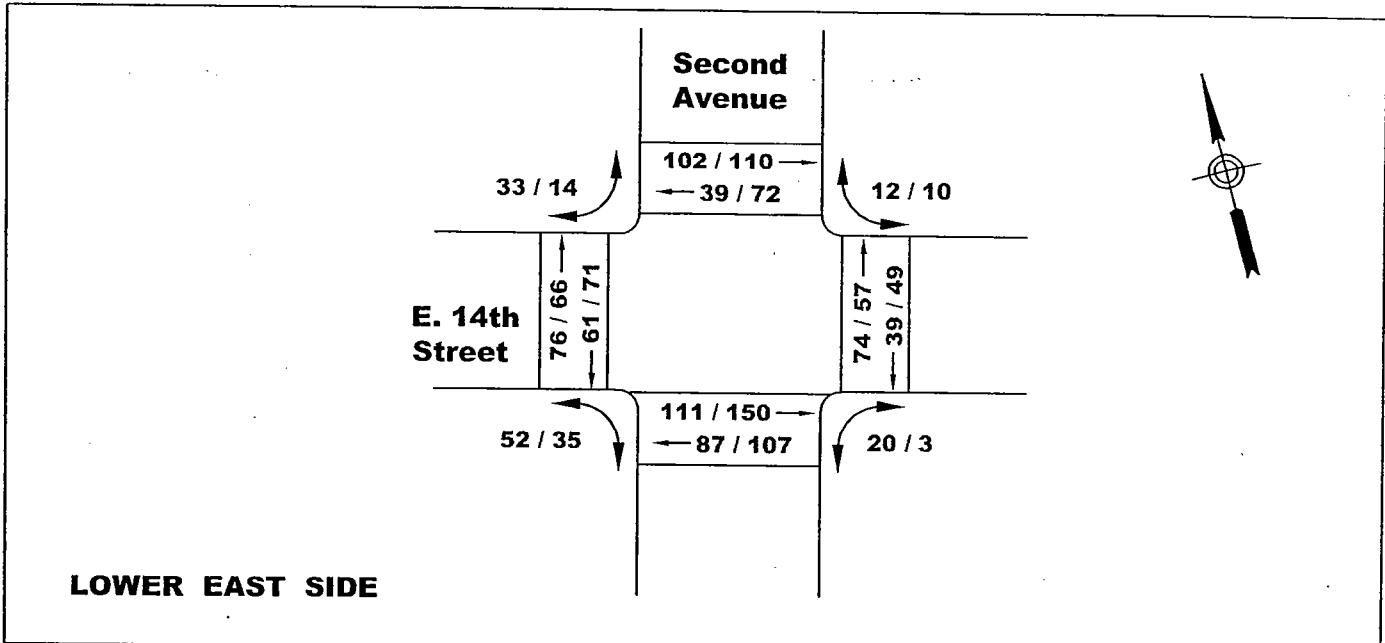 Second
Avenue
102 / 110 →
← 39 / 72
33 / 14
12 / 10
E. 14th
Street
76 / 66 →
← 61 / 71
74 / 57 →
← 39 / 49
111 / 150 →
← 87 / 107
52 / 35
20 / 3
LOWER EAST SIDE